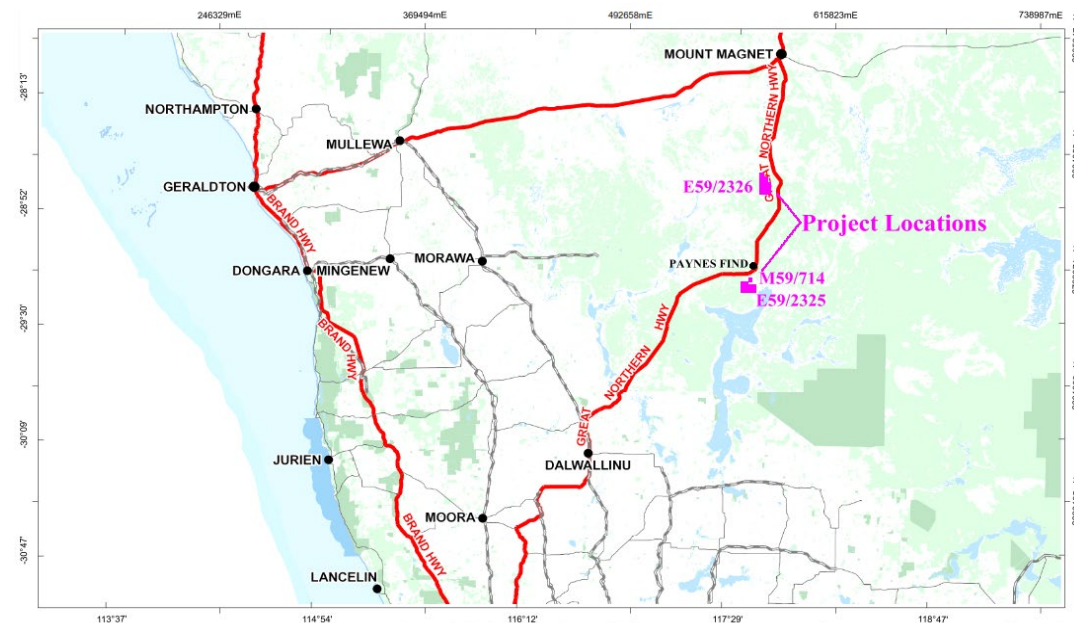 246329mE
369494mE
492658mE
615823mE
738987mE
-28°13'
-28°52'
-29°30'
-30°09'
-30°47'
MOUNT MAGNET
NORTHAMPTON
MULLEWA
GERALDTON
GREAT NORTHERN HWY
E59/2326
Project Locations
BRAND HWY
DONGARA
MINGENEW
MORAWA
PAYNES FIND
M59/714
E59/2325
BRAND HWY
GREAT NORTHERN HWY
JURIEN
DALWALLINU
MOORA
BRAND HWY
LANCELIN
113°37
114°54
116°12
117°29
118°47